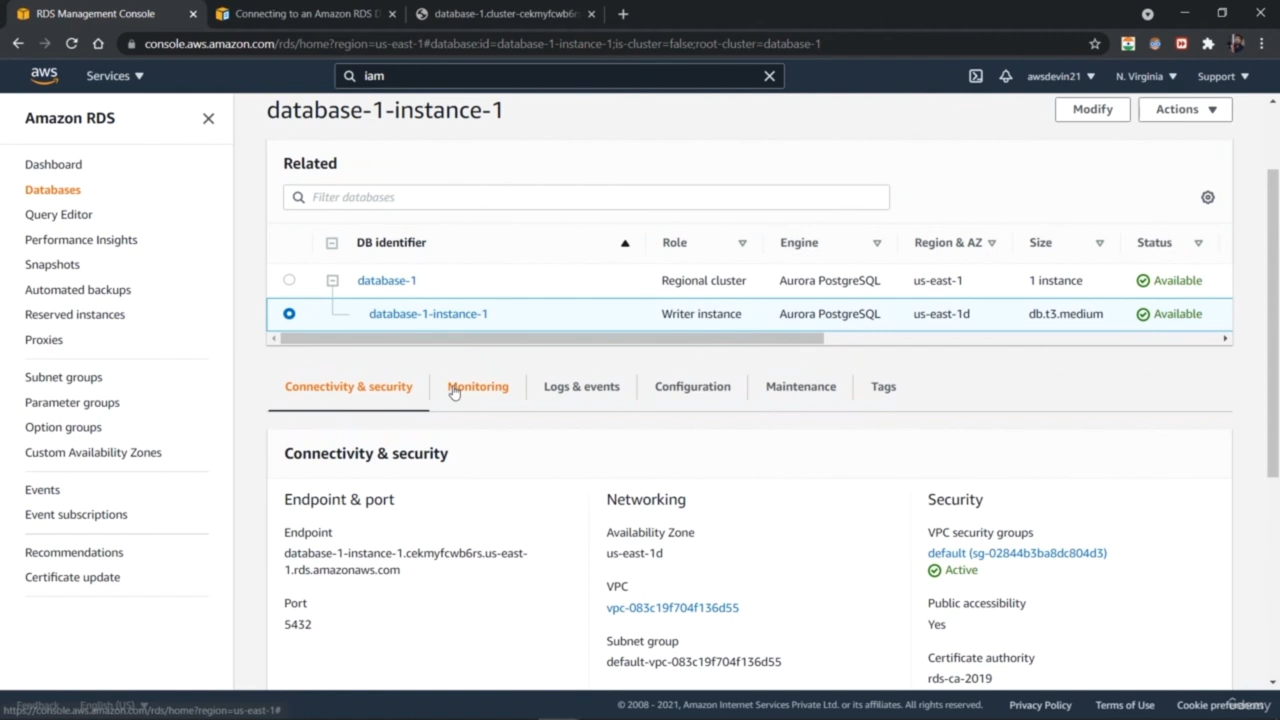 RDS Management Console
Connecting to an Amazon RDS D
database-1.cluster-cekmyfcwb6r
console.aws.amazon.com/rds/home?region=us-east-1#database:id=database-1-instance-1;is-cluster=false;root-cluster=database-1
aws
Services
iam
awsdevin21
N. Virginia
Support
Amazon RDS
Dashboard
Databases
Query Editor
Performance Insights
Snapshots
Automated backups
Reserved instances
Proxies
Subnet groups
Parameter groups
Option groups
Custom Availability Zones
Events
Event subscriptions
Recommendations
Certificate update
database-1-instance-1
Modify
Actions
Related
Filter databases
DB identifier Role Engine Region & AZ Size Status
database-1 Regional cluster Aurora PostgreSQL us-east-1 1 instance Available
database-1-instance-1 Writer instance Aurora PostgreSQL us-east-1d db.t3.medium Available
Connectivity & security Monitoring Logs & events Configuration Maintenance Tags
Connectivity & security
Endpoint & port
Endpoint
database-1-instance-1.cekmyfcwb6rs.us-east-
1.rds.amazonaws.com
Port
5432
Networking
Availability Zone
us-east-1d
VPC
vpc-083c19f704f136d55
Subnet group
default-vpc-083c19f704f136d55
Security
VPC security groups
default (sg-02844b3ba8dc804d3)
Active
Public accessibility
Yes
Certificate authority
rds-ca-2019
Feedback English (US)
https://console.aws.amazon.com/rds/home?region=us-east-1#
© 2008 - 2021, Amazon Internet Services Private Ltd. or its affiliates. All rights reserved. Privacy Policy Terms of Use Cookie preferences
Udemy